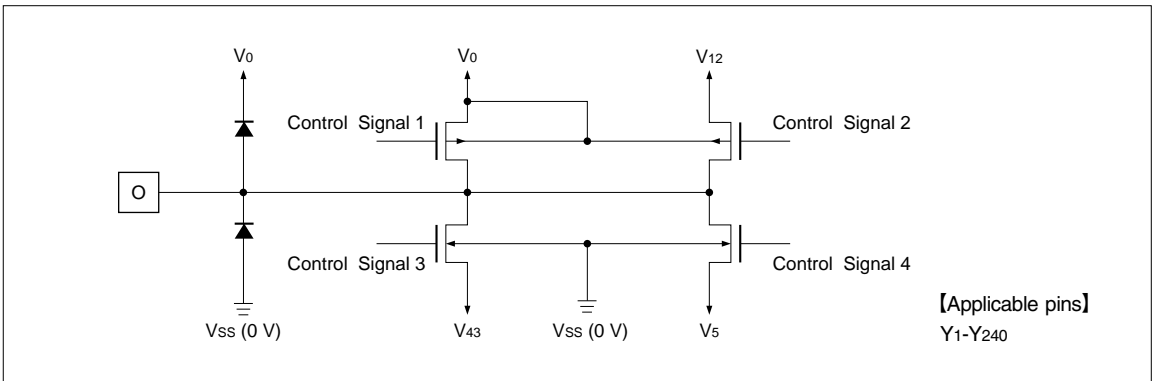 V0
V0
V12
Control Signal 1
Control Signal 2
O
Control Signal 3
Control Signal 4
VSS (0 V)
V43
VSS (0 V)
V5
【Applicable pins】
Y1-Y240